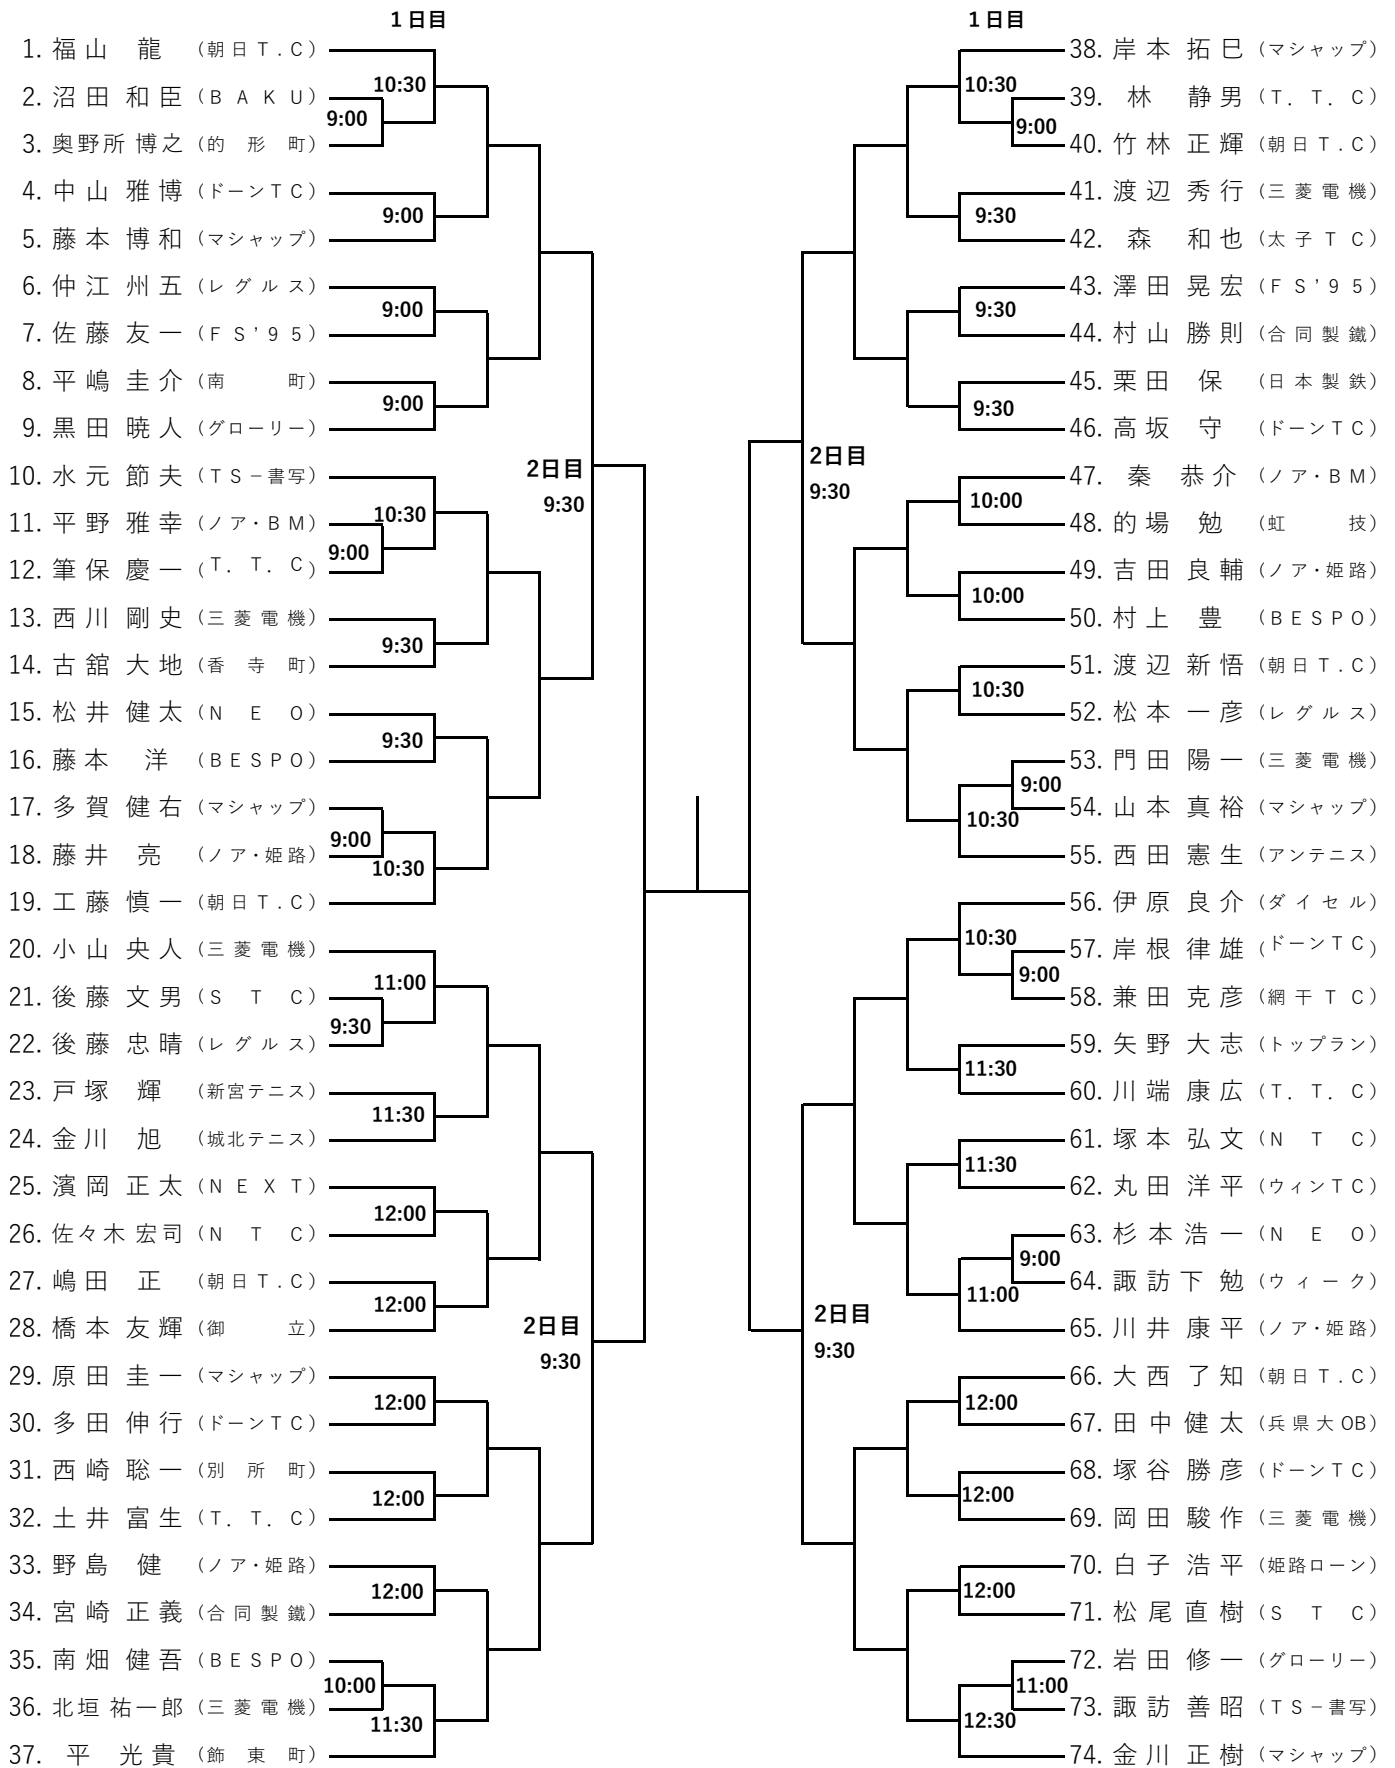 1日目
1. 福山 龍 (朝日T.C)
10:30
2. 沼田和臣 (BAKU)
9:00
3. 奥野所 博之 (的形町)
4. 中山雅博 (ドーンTC)
9:00
5. 藤本博和 (マシャップ)
6. 仲江州五 (レグルス)
9:00
7. 佐藤友一 (FS'95)
8. 平嶋圭介 (南町)
9:00
9. 黒田暁人 (グローリー)
2日目
9:30
10. 水元節夫 (TS−書写)
10:30
11. 平野雅幸 (ノア・BM)
9:00
12. 筆保慶一 (T. T. C)
13. 西川剛史 (三菱電機)
9:30
14. 古舘大地 (香寺町)
15. 松井健太 (NEO)
9:30
16. 藤本 洋 (BESPO)
17. 多賀健右 (マシャップ)
9:00
18. 藤井 亮 (ノア・姫路)
10:30
19. 工藤慎一 (朝日T.C)
20. 小山央人 (三菱電機)
11:00
21. 後藤文男 (STC)
9:30
22. 後藤忠晴 (レグルス)
23. 戸塚 輝 (新宮テニス)
11:30
24. 金川 旭 (城北テニス)
25. 濱岡正太 (NEXT)
12:00
26. 佐々木 宏司 (NTC)
27. 嶋田 正 (朝日T.C)
12:00
28. 橋本友輝 (御立)
2日目
9:30
29. 原田圭一 (マシャップ)
12:00
30. 多田伸行 (ドーンTC)
31. 西崎聡一 (別所町)
12:00
32. 土井富生 (T. T. C)
33. 野島 健 (ノア・姫路)
12:00
34. 宮崎正義 (合同製鐵)
35. 南畑健吾 (BESPO)
10:00
36. 北垣 祐一郎 (三菱電機)
11:30
37. 平 光貴 (飾東町)
1日目
38. 岸本拓巳 (マシャップ)
10:30
39. 林 静男 (T. T. C)
9:00
40. 竹林正輝 (朝日T.C)
41. 渡辺秀行 (三菱電機)
9:30
42. 森 和也 (太子TC)
43. 澤田晃宏 (FS'95)
9:30
44. 村山勝則 (合同製鐵)
45. 栗田 保 (日本製鉄)
9:30
46. 高坂 守 (ドーンTC)
2日目
9:30
47. 秦 恭介 (ノア・BM)
10:00
48. 的場 勉 (虹技)
49. 吉田良輔 (ノア・姫路)
10:00
50. 村上 豊 (BESPO)
51. 渡辺新悟 (朝日T.C)
10:30
52. 松本一彦 (レグルス)
53. 門田陽一 (三菱電機)
9:00
54. 山本真裕 (マシャップ)
10:30
55. 西田憲生 (アンテニス)
56. 伊原良介 (ダイセル)
10:30
57. 岸根律雄 (ドーンTC)
9:00
58. 兼田克彦 (網干TC)
59. 矢野大志 (トップラン)
11:30
60. 川端康広 (T. T. C)
61. 塚本弘文 (NTC)
11:30
62. 丸田洋平 (ウィンTC)
63. 杉本浩一 (NEO)
9:00
64. 諏訪下 勉 (ウィーク)
11:00
65. 川井康平 (ノア・姫路)
2日目
9:30
66. 大西了知 (朝日T.C)
12:00
67. 田中健太 (兵県大OB)
68. 塚谷勝彦 (ドーンTC)
12:00
69. 岡田駿作 (三菱電機)
70. 白子浩平 (姫路ローン)
12:00
71. 松尾直樹 (STC)
72. 岩田修一 (グローリー)
11:00
73. 諏訪善昭 (TS−書写)
12:30
74. 金川正樹 (マシャップ)